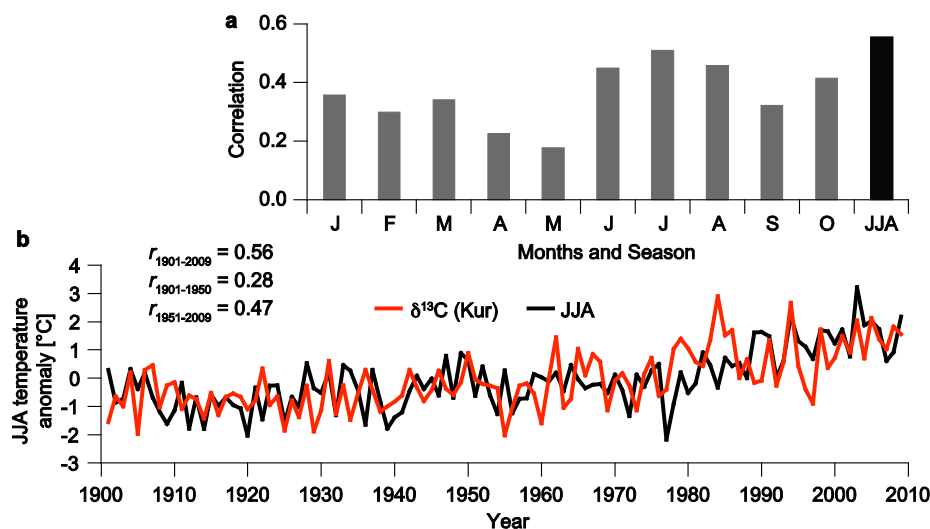 a
0.6
0.4
0.2
0.0
Correlation
J F M A M J J A S O JJA
Months and Season
b
r1901-2009 = 0.56
r1901-1950 = 0.28
r1951-2009 = 0.47
δ¹³C (Kur) JJA
4
3
2
1
0
-1
-2
-3
JJA temperature
anomaly [°C]
1900 1910 1920 1930 1940 1950 1960 1970 1980 1990 2000 2010
Year